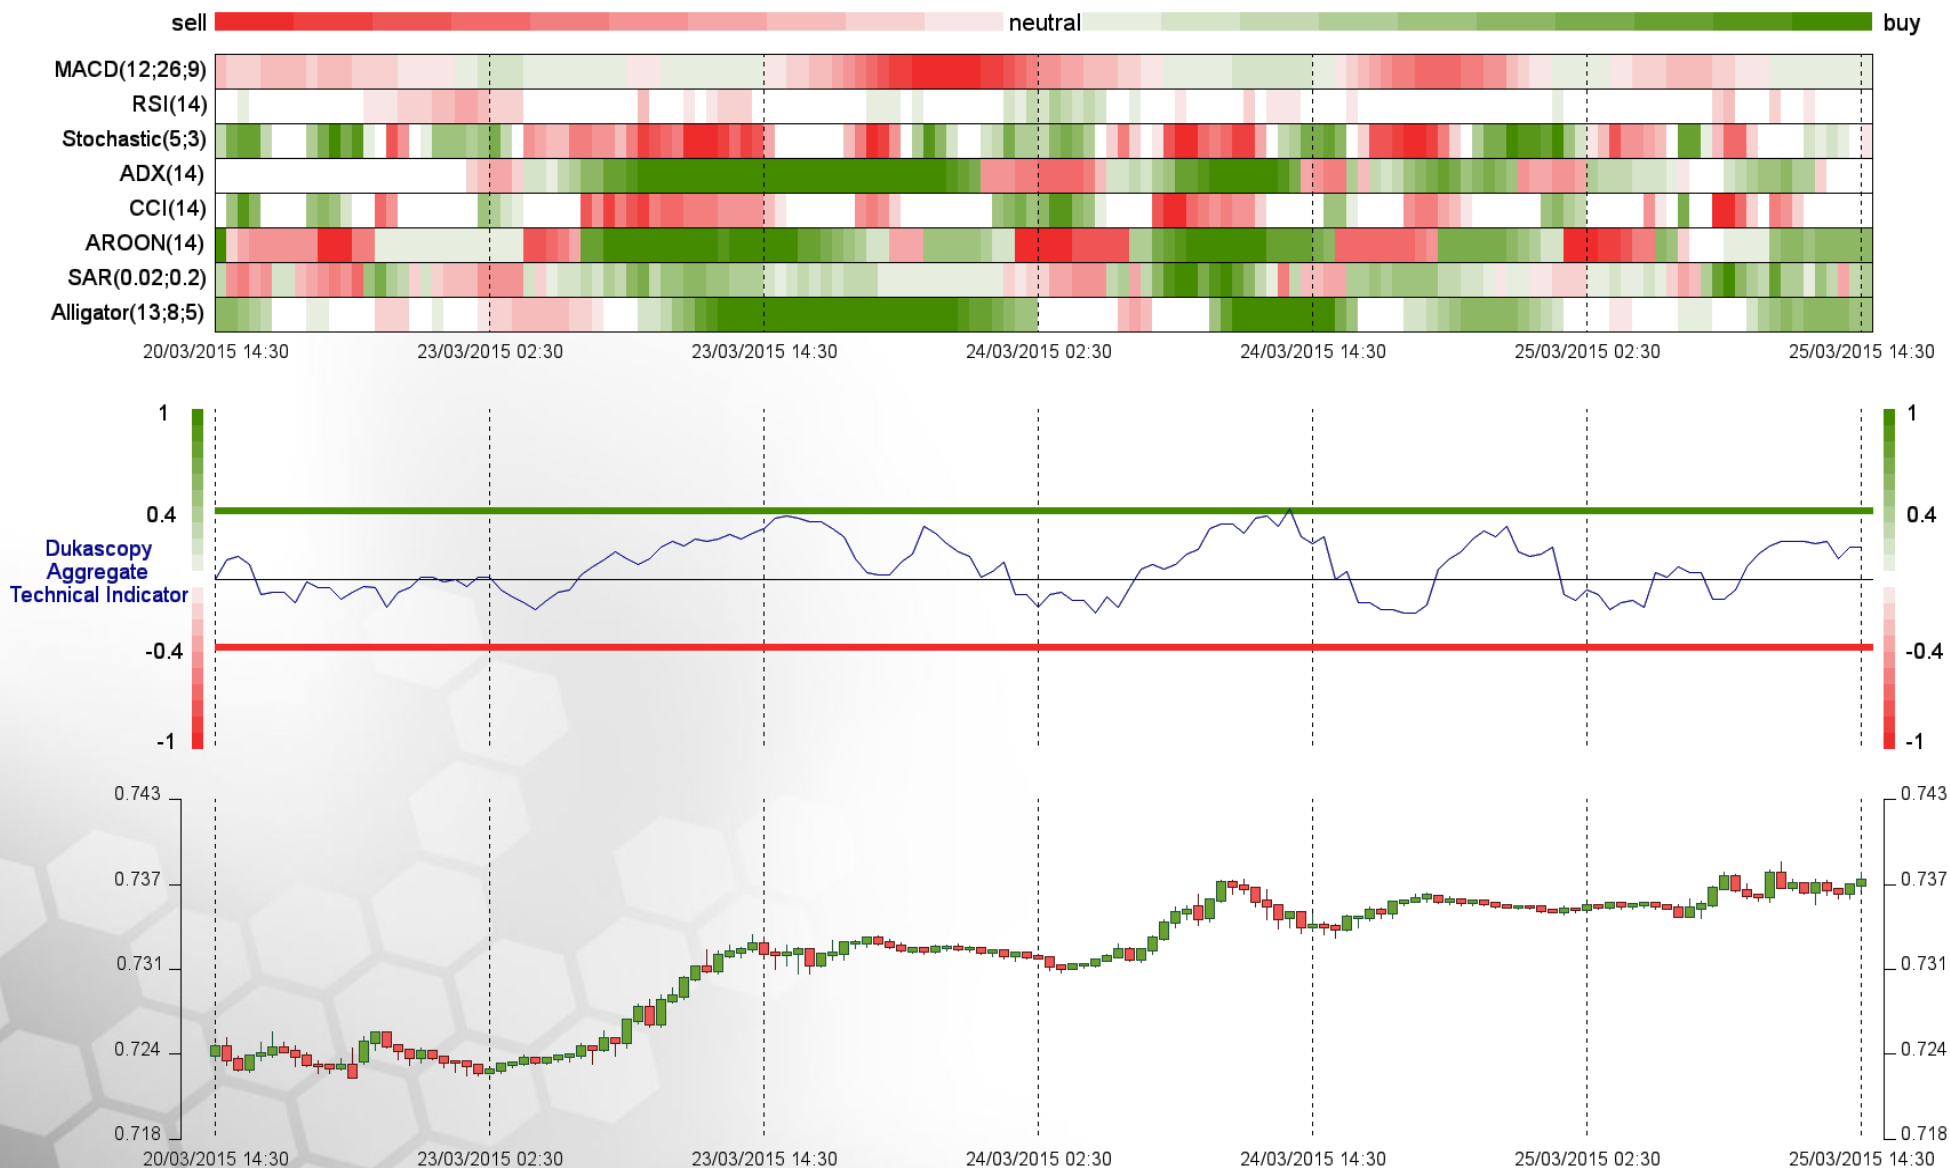 sell neutral buy
MACD(12;26;9)
RSI(14)
Stochastic(5;3)
ADX(14)
CCI(14)
AROON(14)
SAR(0.02;0.2)
Alligator(13;8;5)
20/03/2015 14:30 23/03/2015 02:30 23/03/2015 14:30 24/03/2015 02:30 24/03/2015 14:30 25/03/2015 02:30 25/03/2015 14:30
1 1
0.4 0.4
Dukascopy
Aggregate
Technical Indicator
-0.4 -0.4
-1 -1
0.743 0.743
0.737 0.737
0.731 0.731
0.724 0.724
0.718 0.718
20/03/2015 14:30 23/03/2015 02:30 23/03/2015 14:30 24/03/2015 02:30 24/03/2015 14:30 25/03/2015 02:30 25/03/2015 14:30